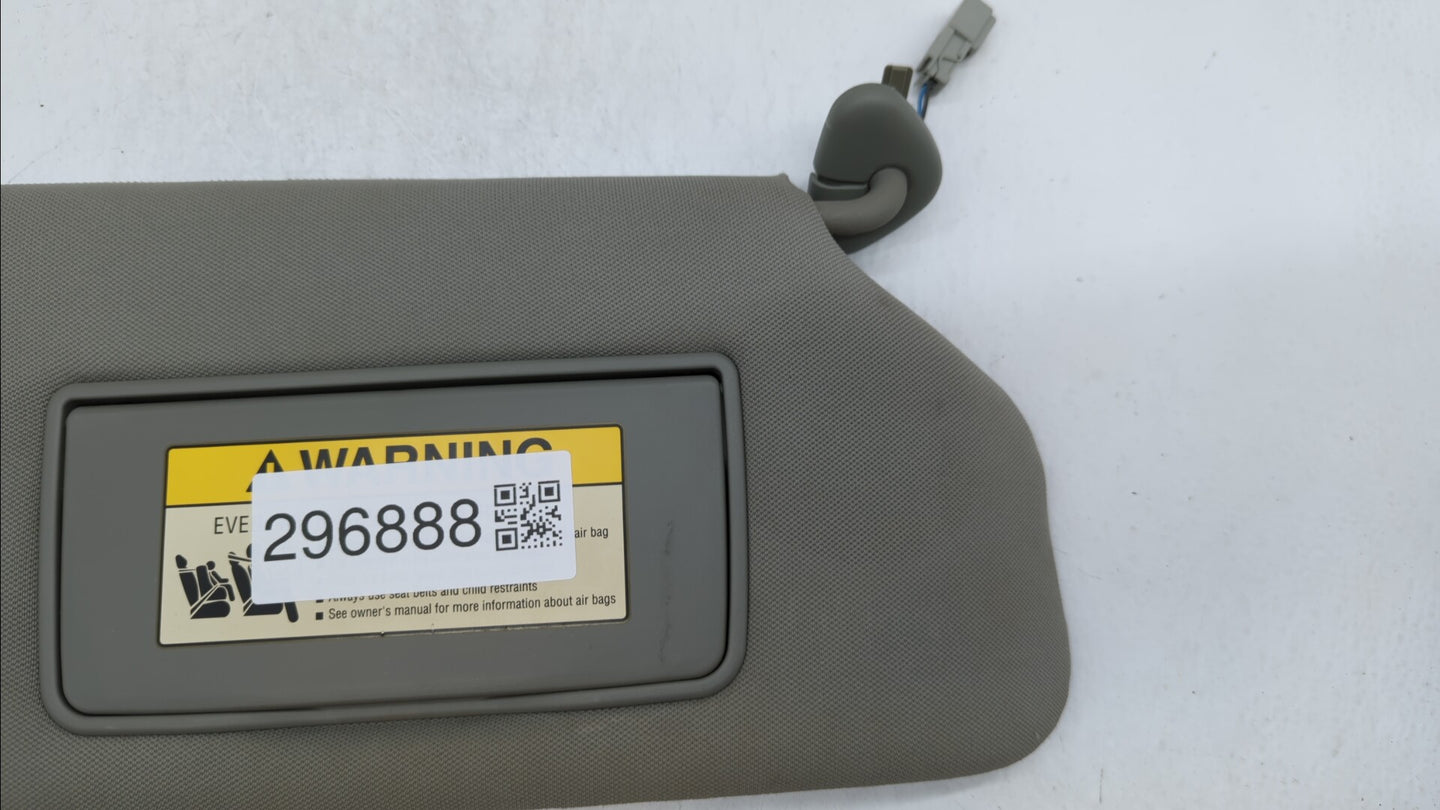 WARNING
EVE
296888
air bag
Always use seat belts and child restraints
See owner's manual for more information about air bags